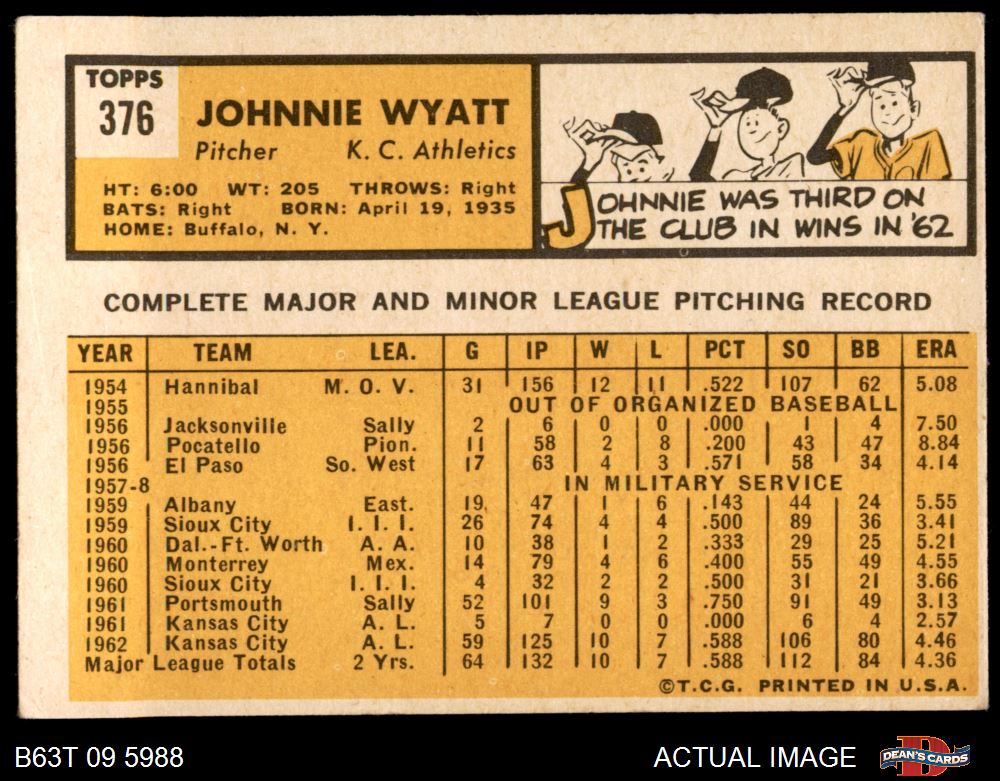 TOPPS
376
JOHNNIE WYATT
Pitcher K. C. Athletics
HT: 6:00 WT: 205 THROWS: Right
BATS: Right BORN: April 19, 1935
HOME: Buffalo, N. Y.
JOHNNIE WAS THIRD ON
THE CLUB IN WINS IN '62
COMPLETE MAJOR AND MINOR LEAGUE PITCHING RECORD
YEAR TEAM LEA. G IP W L PCT SO BB ERA
1954 Hannibal M. O. V. 31 156 12 11 .522 107 62 5.08
1955 OUT OF ORGANIZED BASEBALL
1956 Jacksonville Sally 2 6 0 0 .000 1 4 7.50
1956 Pocatello Pion. 11 58 2 8 .200 43 47 8.84
1956 El Paso So. West 17 63 4 3 .571 58 34 4.14
1957-8 IN MILITARY SERVICE
1959 Albany East. 19 47 1 6 .143 44 24 5.55
1959 Sioux City I. I. I. 26 74 4 4 .500 89 36 3.41
1960 Dal.-Ft. Worth A. A. 10 38 1 2 .333 29 25 5.21
1960 Monterrey Mex. 14 79 4 6 .400 55 49 4.55
1960 Sioux City I. I. I. 4 32 2 2 .500 31 21 3.66
1961 Portsmouth Sally 52 101 9 3 .750 91 49 3.13
1961 Kansas City A. L. 5 7 0 0 .000 6 4 2.57
1962 Kansas City A. L. 59 125 10 7 .588 106 80 4.46
Major League Totals 2 Yrs. 64 132 10 7 .588 112 84 4.36
©T.C.G. PRINTED IN U.S.A.
B63T 09 5988 ACTUAL IMAGE DEAN'S CARDS